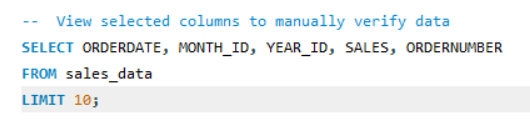 --  View selected columns to manually verify data
SELECT ORDERDATE, MONTH_ID, YEAR_ID, SALES, ORDERNUMBER
FROM sales_data
LIMIT 10;